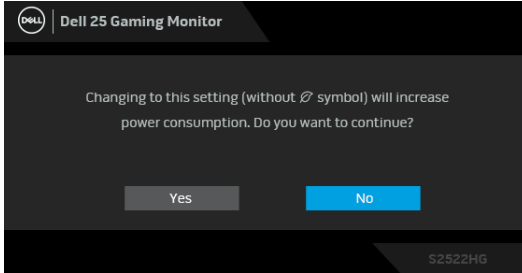 DELL
Dell 25 Gaming Monitor
Changing to this setting (without symbol) will increase
power consumption. Do you want to continue?
Yes
No
S2522HG